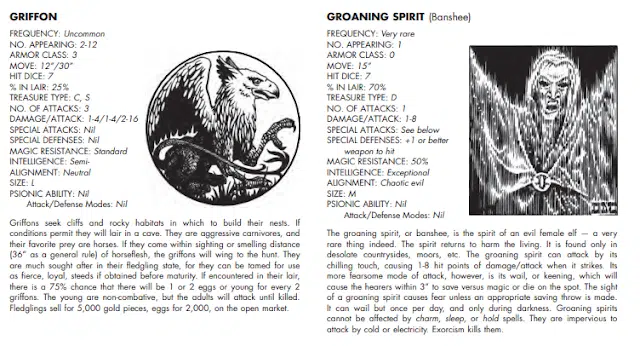 GRIFFON
FREQUENCY: Uncommon
NO. APPEARING: 2-12
ARMOR CLASS: 3
MOVE: 12"/30"
HIT DICE: 7
% IN LAIR: 25%
TREASURE TYPE: C, S
NO. OF ATTACKS: 3
DAMAGE/ATTACK: 1-4/1-4/2-16
SPECIAL ATTACKS: Nil
SPECIAL DEFENSES: Nil
MAGIC RESISTANCE: Standard
INTELLIGENCE: Semi-
ALIGNMENT: Neutral
SIZE: L
PSIONIC ABILITY: Nil
Attack/Defense Modes: Nil
Griffons seek cliffs and rocky habitats in which to build their nests. If
conditions permit they will lair in a cave. They are aggressive carnivores, and
their favorite prey are horses. If they come within sighting or smelling distance
(36" as a general rule) of horseflesh, the griffons will wing to the hunt. They
are much sought after in their fledgling state, for they can be tamed for use
as fierce, loyal, steeds if obtained before maturity. If encountered in their lair,
there is a 75% chance that there will be 1 or 2 eggs or young for every 2
griffons. The young are non-combative, but the adults will attack until killed.
Fledglings sell for 5,000 gold pieces, eggs for 2,000, on the open market.
GROANING SPIRIT (Banshee)
FREQUENCY: Very rare
NO. APPEARING: 1
ARMOR CLASS: 0
MOVE: 15"
HIT DICE: 7
% IN LAIR: 70%
TREASURE TYPE: D
NO. OF ATTACKS: 1
DAMAGE/ATTACK: 1-8
SPECIAL ATTACKS: See below
SPECIAL DEFENSES: +1 or better
weapon to hit
MAGIC RESISTANCE: 50%
INTELLIGENCE: Exceptional
ALIGNMENT: Chaotic evil
SIZE: M
PSIONIC ABILITY: Nil
Attack/Defense Modes: Nil
The groaning spirit, or banshee, is the spirit of an evil female elf — a very
rare thing indeed. The spirit returns to harm the living. It is found only in
desolate countrysides, moors, etc. The groaning spirit can attack by its
chilling touch, causing 1-8 hit points of damage/attack when it strikes. Its
more fearsome mode of attack, however, is its wail, or keening, which will
cause the hearers within 3" to save versus magic or die on the spot. The sight
of a groaning spirit causes fear unless an appropriate saving throw is made.
It can wail but once per day, and only during darkness. Groaning spirits
cannot be affected by charm, sleep, or hold spells. They are impervious
to attack by cold or electricity. Exorcism kills them.